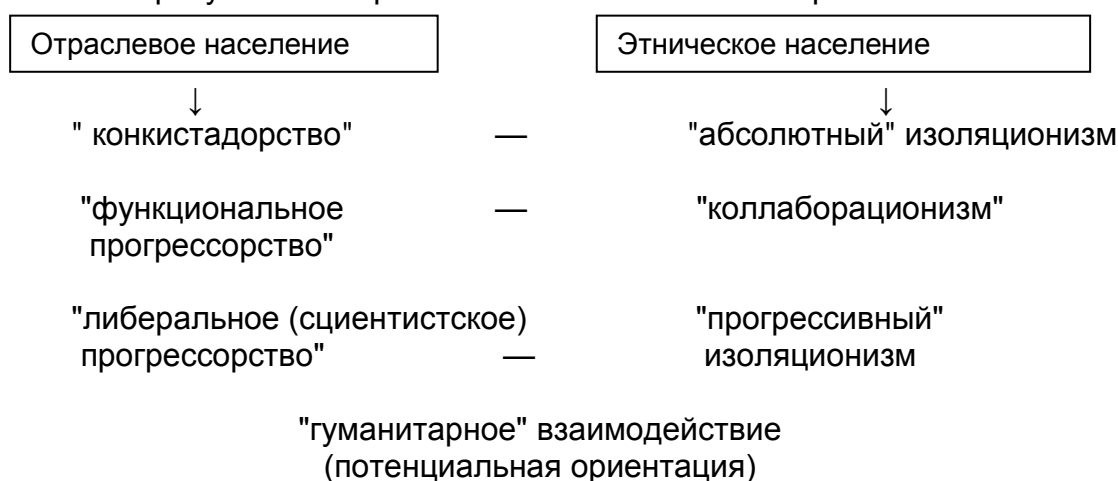 Отраслевое население Этническое население
↓ ↓
" конкистадорство" — "абсолютный" изоляционизм
"функциональное — "коллаборационизм"
прогрессорство"
"либеральное (сциентистское) "прогрессивный"
прогрессорство" — изоляционизм
"гуманитарное" взаимодействие
(потенциальная ориентация)